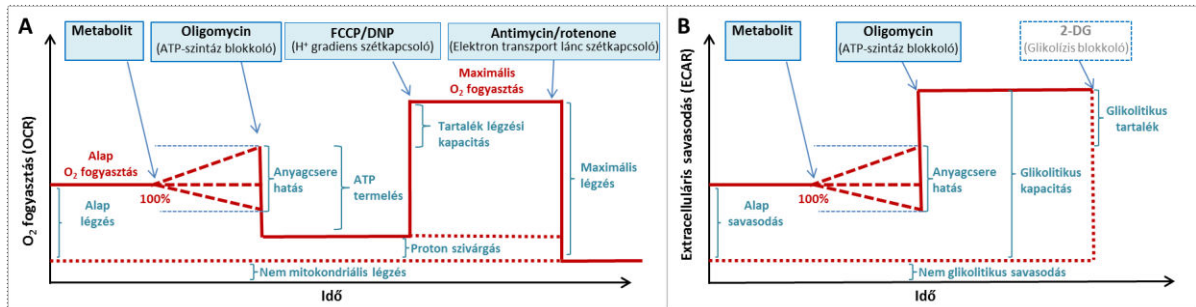 A
Metabolit
Oligomycin
(ATP-szintáz blokkoló)
FCCP/DNP
(H⁺ gradiens szétkapcsoló)
Antimycin/rotenone
(Elektron transzport lánc szétkapcsoló)
O₂ fogyasztás (OCR)
Alap
O₂ fogyasztás
100%
Alap
légzés
Anyagcsere
hatás
ATP
termelés
Maximális
O₂ fogyasztás
Tartalék légzési
kapacitás
Maximális
légzés
Proton szivárgás
Nem mitokondriális légzés
Idő
B
Metabolit
Oligomycin
(ATP-szintáz blokkoló)
2-DG
(Glikolízis blokkoló)
Extracelluláris savasodás (ECAR)
100%
Alap
savasodás
Anyagcsere
hatás
Glikolitikus
kapacitás
Glikolitikus
tartalék
Nem glikolitikus savasodás
Idő